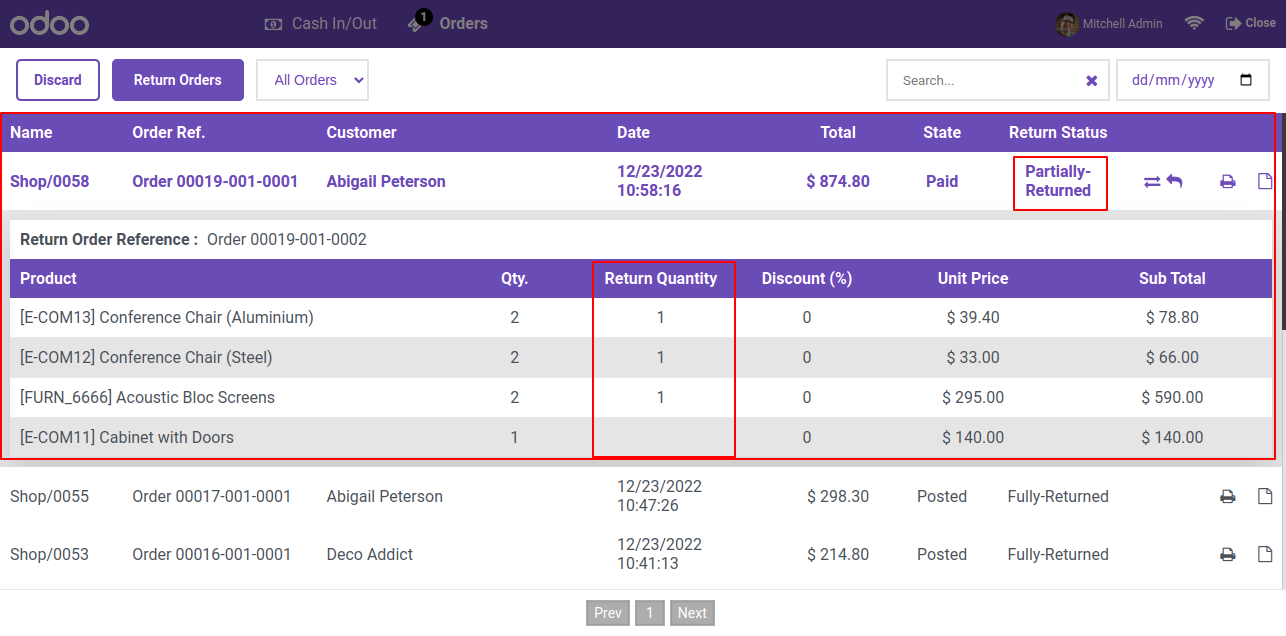 odoo Cash In/Out 1 Orders Mitchell Admin Close
Discard Return Orders All Orders Search... dd/mm/yyyy
Name Order Ref. Customer Date Total State Return Status
Shop/0058 Order 00019-001-0001 Abigail Peterson 12/23/2022 10:58:16 $ 874.80 Paid Partially-Returned
Return Order Reference : Order 00019-001-0002
Product Qty. Return Quantity Discount (%) Unit Price Sub Total
[E-COM13] Conference Chair (Aluminium) 2 1 0 $ 39.40 $ 78.80
[E-COM12] Conference Chair (Steel) 2 1 0 $ 33.00 $ 66.00
[FURN_6666] Acoustic Bloc Screens 2 1 0 $ 295.00 $ 590.00
[E-COM11] Cabinet with Doors 1 0 $ 140.00 $ 140.00
Shop/0055 Order 00017-001-0001 Abigail Peterson 12/23/2022 10:47:26 $ 298.30 Posted Fully-Returned
Shop/0053 Order 00016-001-0001 Deco Addict 12/23/2022 10:41:13 $ 214.80 Posted Fully-Returned
Prev 1 Next